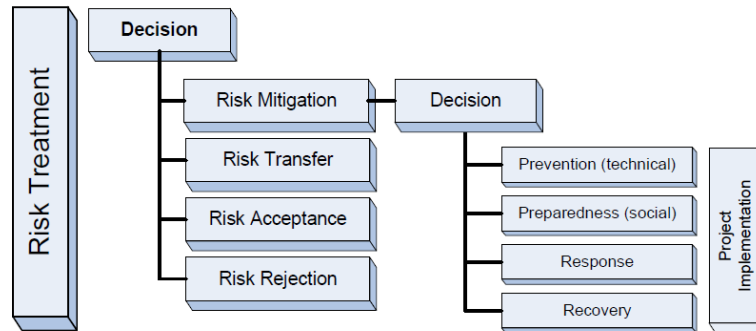 Risk Treatment
Decision
Risk Mitigation
Decision
Risk Transfer
Risk Acceptance
Risk Rejection
Prevention (technical)
Preparedness (social)
Response
Recovery
Project
Implementation